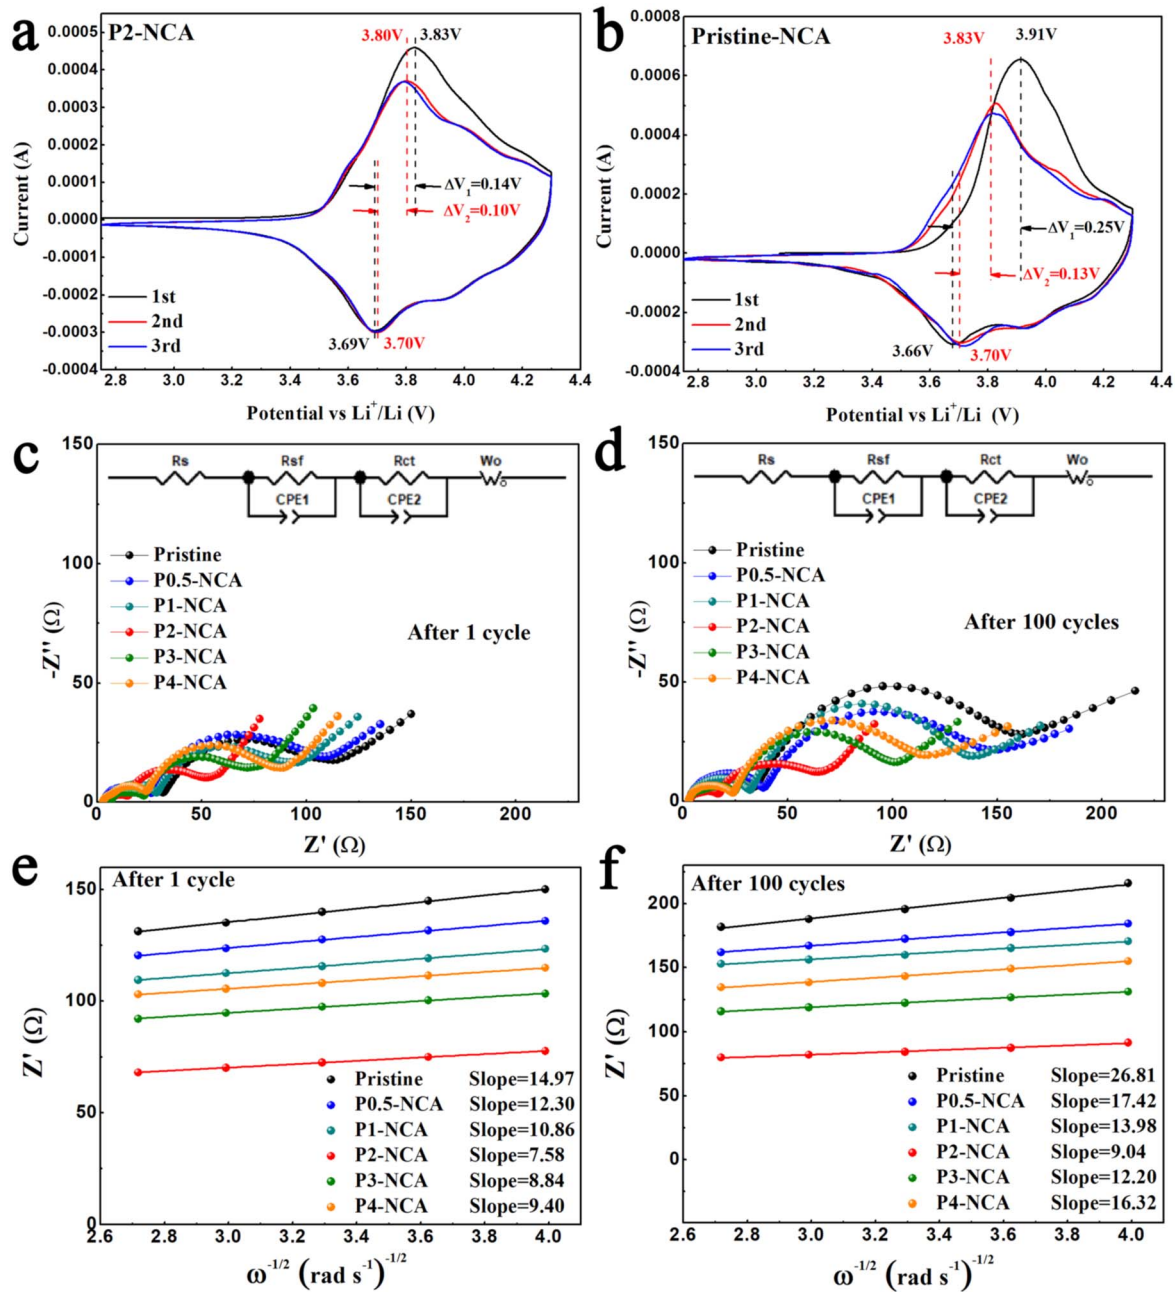 a
P2-NCA
3.80V
3.83V
0.0005
0.0004
0.0003
0.0002
0.0001
0.0000
-0.0001
-0.0002
-0.0003
-0.0004
Current (A)
ΔV1=0.14V
ΔV2=0.10V
1st
2nd
3rd
3.69V
3.70V
2.8 3.0 3.2 3.4 3.6 3.8 4.0 4.2 4.4
Potential vs Li+/Li (V)
b
Pristine-NCA
3.83V
3.91V
0.0008
0.0006
0.0004
0.0002
0.0000
-0.0002
-0.0004
Current (A)
ΔV1=0.25V
ΔV2=0.13V
1st
2nd
3rd
3.66V
3.70V
2.8 3.0 3.2 3.4 3.6 3.8 4.0 4.2 4.4
Potential vs Li+/Li (V)
c
150
100
50
0
-Z'' (Ω)
Rs Rsf Rct Wo
CPE1 CPE2
Pristine
P0.5-NCA
P1-NCA
P2-NCA
P3-NCA
P4-NCA
After 1 cycle
0 50 100 150 200
Z' (Ω)
d
150
100
50
0
-Z'' (Ω)
Rs Rsf Rct Wo
CPE1 CPE2
Pristine
P0.5-NCA
P1-NCA
P2-NCA
P3-NCA
P4-NCA
After 100 cycles
0 50 100 150 200
Z' (Ω)
e
After 1 cycle
150
100
50
0
Z' (Ω)
Pristine Slope=14.97
P0.5-NCA Slope=12.30
P1-NCA Slope=10.86
P2-NCA Slope=7.58
P3-NCA Slope=8.84
P4-NCA Slope=9.40
2.6 2.8 3.0 3.2 3.4 3.6 3.8 4.0
ω-1/2 (rad s-1)-1/2
f
After 100 cycles
200
150
100
50
0
Z' (Ω)
Pristine Slope=26.81
P0.5-NCA Slope=17.42
P1-NCA Slope=13.98
P2-NCA Slope=9.04
P3-NCA Slope=12.20
P4-NCA Slope=16.32
2.6 2.8 3.0 3.2 3.4 3.6 3.8 4.0
ω-1/2 (rad s-1)-1/2